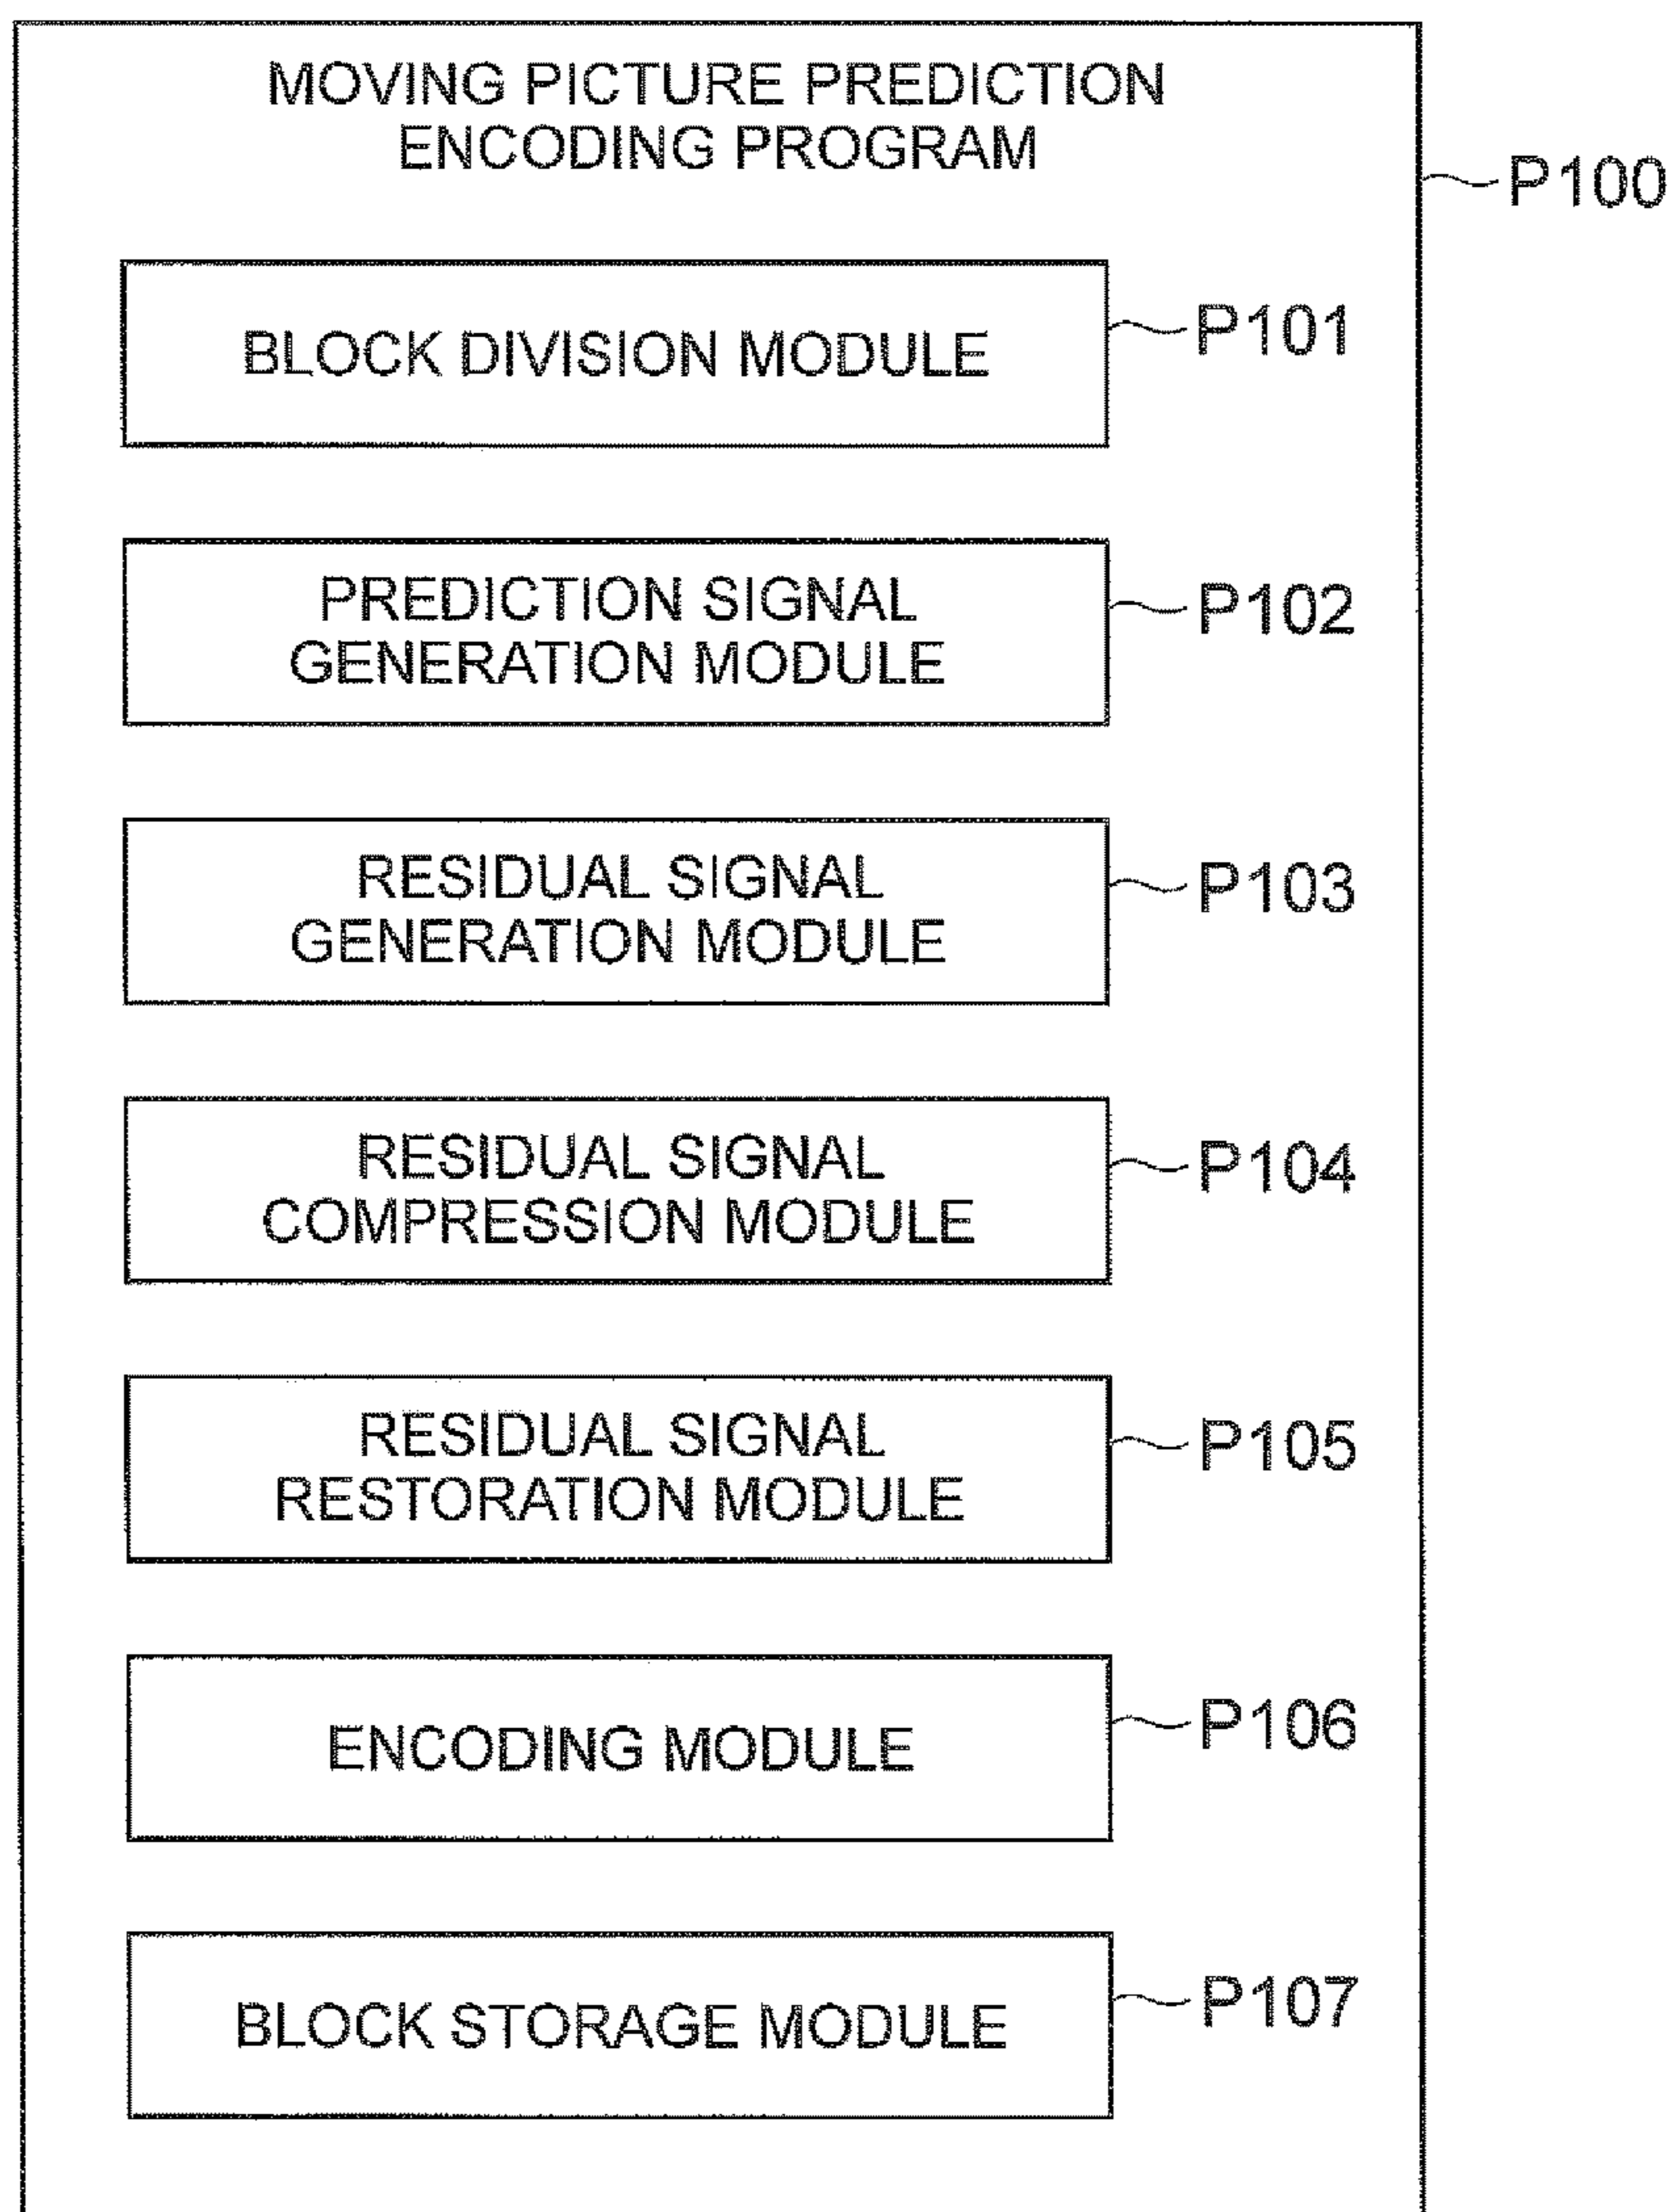 MOVING PICTURE PREDICTION
ENCODING PROGRAM
P100
BLOCK DIVISION MODULE
P101
PREDICTION SIGNAL
GENERATION MODULE
P102
RESIDUAL SIGNAL
GENERATION MODULE
P103
RESIDUAL SIGNAL
COMPRESSION MODULE
P104
RESIDUAL SIGNAL
RESTORATION MODULE
P105
ENCODING MODULE
P106
BLOCK STORAGE MODULE
P107